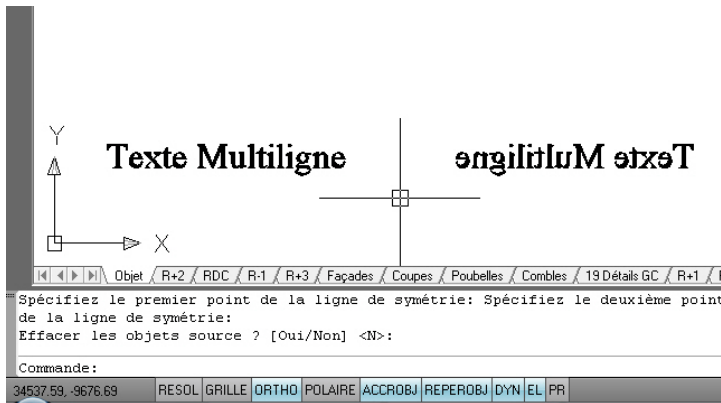 Y
Texte Multiligne
Texte Multiligne
X
Objet / R+2 / RDC / R-1 / R+3 / Façades / Coupes / Poubelles / Combles / 19 Détails GC / R+1 /
Spécifiez le premier point de la ligne de symétrie: Spécifiez le deuxième point
de la ligne de symétrie:
Effacer les objets source ? [Oui/Non] <N>:
Commande:
34537.59, -9676.69 RESOL GRILLE ORTHO POLAIRE ACCROBJ REPEROBJ DYN EL PR